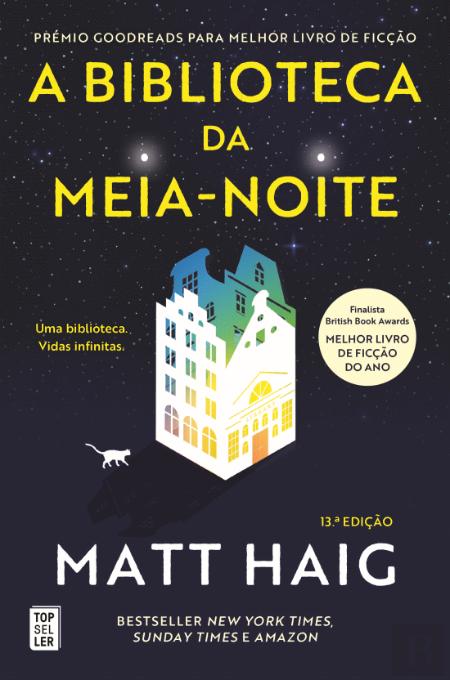 PRÉMIO GOODREADS PARA MELHOR LIVRO DE FICÇÃO
A BIBLIOTECA
DA
MEIA-NOITE
Uma biblioteca.
Vidas infinitas.
Finalista
British Book Awards
MELHOR LIVRO
DE FICÇÃO
DO ANO
LIBRARY
13.ª EDIÇÃO
MATT HAIG
TOP
SEL
LER
BESTSELLER NEW YORK TIMES,
SUNDAY TIMES E AMAZON